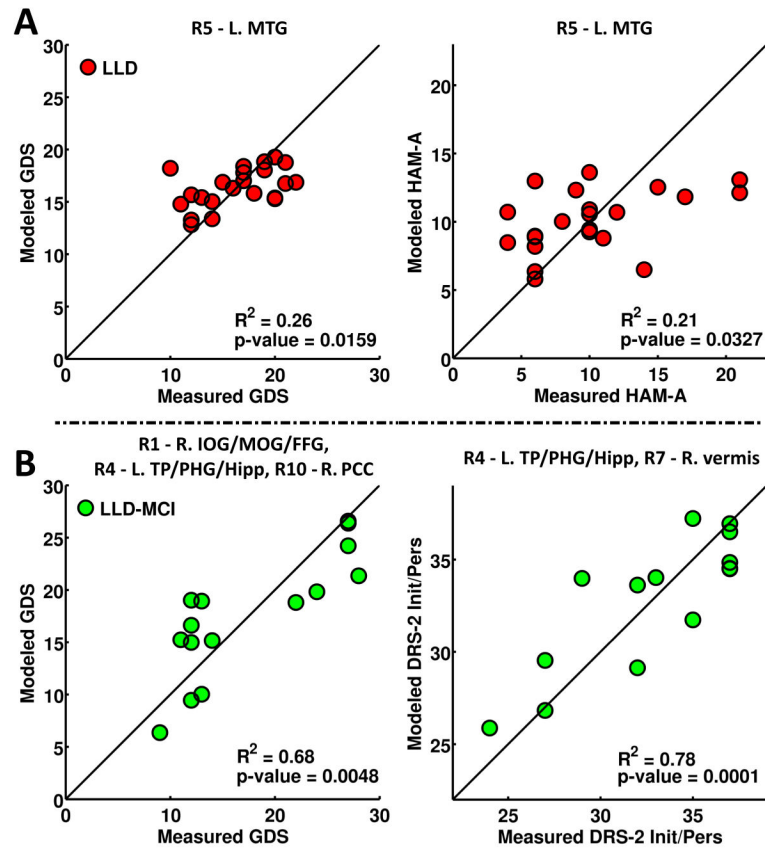 A
R5 - L. MTG
30
25
20
15
10
5
0
0
10
20
30
Modeled GDS
Measured GDS
LLD
R² = 0.26
p-value = 0.0159
R5 - L. MTG
20
15
10
5
0
0
5
10
15
20
Modeled HAM-A
Measured HAM-A
R² = 0.21
p-value = 0.0327
B
R1 - R. IOG/MOG/FFG,
R4 - L. TP/PHG/Hipp, R10 - R. PCC
30
25
20
15
10
5
0
0
10
20
30
Modeled GDS
Measured GDS
LLD-MCI
R² = 0.68
p-value = 0.0048
R4 - L. TP/PHG/Hipp, R7 - R. vermis
35
30
25
25
30
35
Modeled DRS-2 Init/Pers
Measured DRS-2 Init/Pers
R² = 0.78
p-value = 0.0001